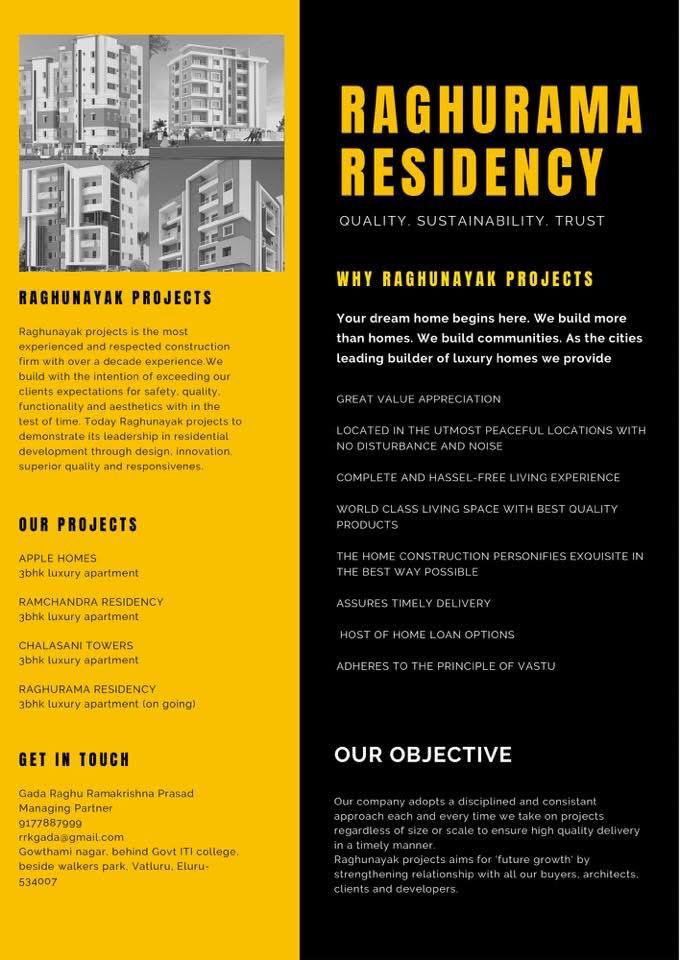 RAGHUNAYAK PROJECTS
Raghunayak projects is the most
experienced and respected construction
firm with over a decade experience.We
build with the intention of exceeding our
clients expectations for safety, quality,
functionality and aesthetics with in the
test of time. Today Raghunayak projects to
demonstrate its leadership in residential
development through design, innovation,
superior quality and responsivenes.
OUR PROJECTS
APPLE HOMES
3bhk luxury apartment
RAMCHANDRA RESIDENCY
3bhk luxury apartment
CHALASANI TOWERS
3bhk luxury apartment
RAGHURAMA RESIDENCY
3bhk luxury apartment (on going)
GET IN TOUCH
Gada Raghu Ramakrishna Prasad
Managing Partner
9177887999
rrkgada@gmail.com
Gowthami nagar, behind Govt ITI college,
beside walkers park, Vatluru, Eluru-
534007
RAGHURAMA
RESIDENCY
QUALITY. SUSTAINABILITY. TRUST
WHY RAGHUNAYAK PROJECTS
Your dream home begins here. We build more
than homes. We build communities. As the cities
leading builder of luxury homes we provide
GREAT VALUE APPRECIATION
LOCATED IN THE UTMOST PEACEFUL LOCATIONS WITH
NO DISTURBANCE AND NOISE
COMPLETE AND HASSEL-FREE LIVING EXPERIENCE
WORLD CLASS LIVING SPACE WITH BEST QUALITY
PRODUCTS
THE HOME CONSTRUCTION PERSONIFIES EXQUISITE IN
THE BEST WAY POSSIBLE
ASSURES TIMELY DELIVERY
HOST OF HOME LOAN OPTIONS
ADHERES TO THE PRINCIPLE OF VASTU
OUR OBJECTIVE
Our company adopts a disciplined and consistant
approach each and every time we take on projects
regardless of size or scale to ensure high quality delivery
in a timely manner.
Raghunayak projects aims for 'future growth' by
strengthening relationship with all our buyers, architects,
clients and developers.